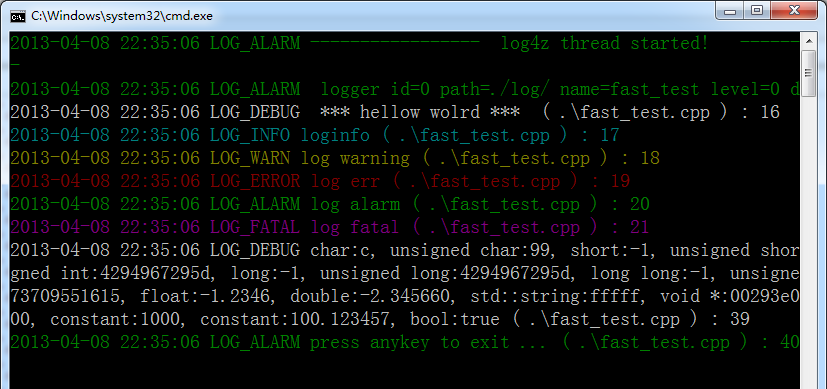 C:\Windows\system32\cmd.exe
2013-04-08 22:35:06 LOG_ALARM ----------------- log4z thread started! ------
-
2013-04-08 22:35:06 LOG_ALARM  logger id=0 path=./log/ name=fast_test level=0 d
2013-04-08 22:35:06 LOG_DEBUG  *** hellow wolrd ***  ( .\fast_test.cpp ) : 16
2013-04-08 22:35:06 LOG_INFO loginfo ( .\fast_test.cpp ) : 17
2013-04-08 22:35:06 LOG_WARN log warning ( .\fast_test.cpp ) : 18
2013-04-08 22:35:06 LOG_ERROR log err ( .\fast_test.cpp ) : 19
2013-04-08 22:35:06 LOG_ALARM log alarm ( .\fast_test.cpp ) : 20
2013-04-08 22:35:06 LOG_FATAL log fatal ( .\fast_test.cpp ) : 21
2013-04-08 22:35:06 LOG_DEBUG char:c, unsigned char:99, short:-1, unsigned shor
gned int:4294967295d, long:-1, unsigned long:4294967295d, long long:-1, unsigne
73709551615, float:-1.2346, double:-2.345660, std::string:fffff, void *:00293e0
00, constant:1000, constant:100.123457, bool:true ( .\fast_test.cpp ) : 39
2013-04-08 22:35:06 LOG_ALARM press anykey to exit ... ( .\fast_test.cpp ) : 40